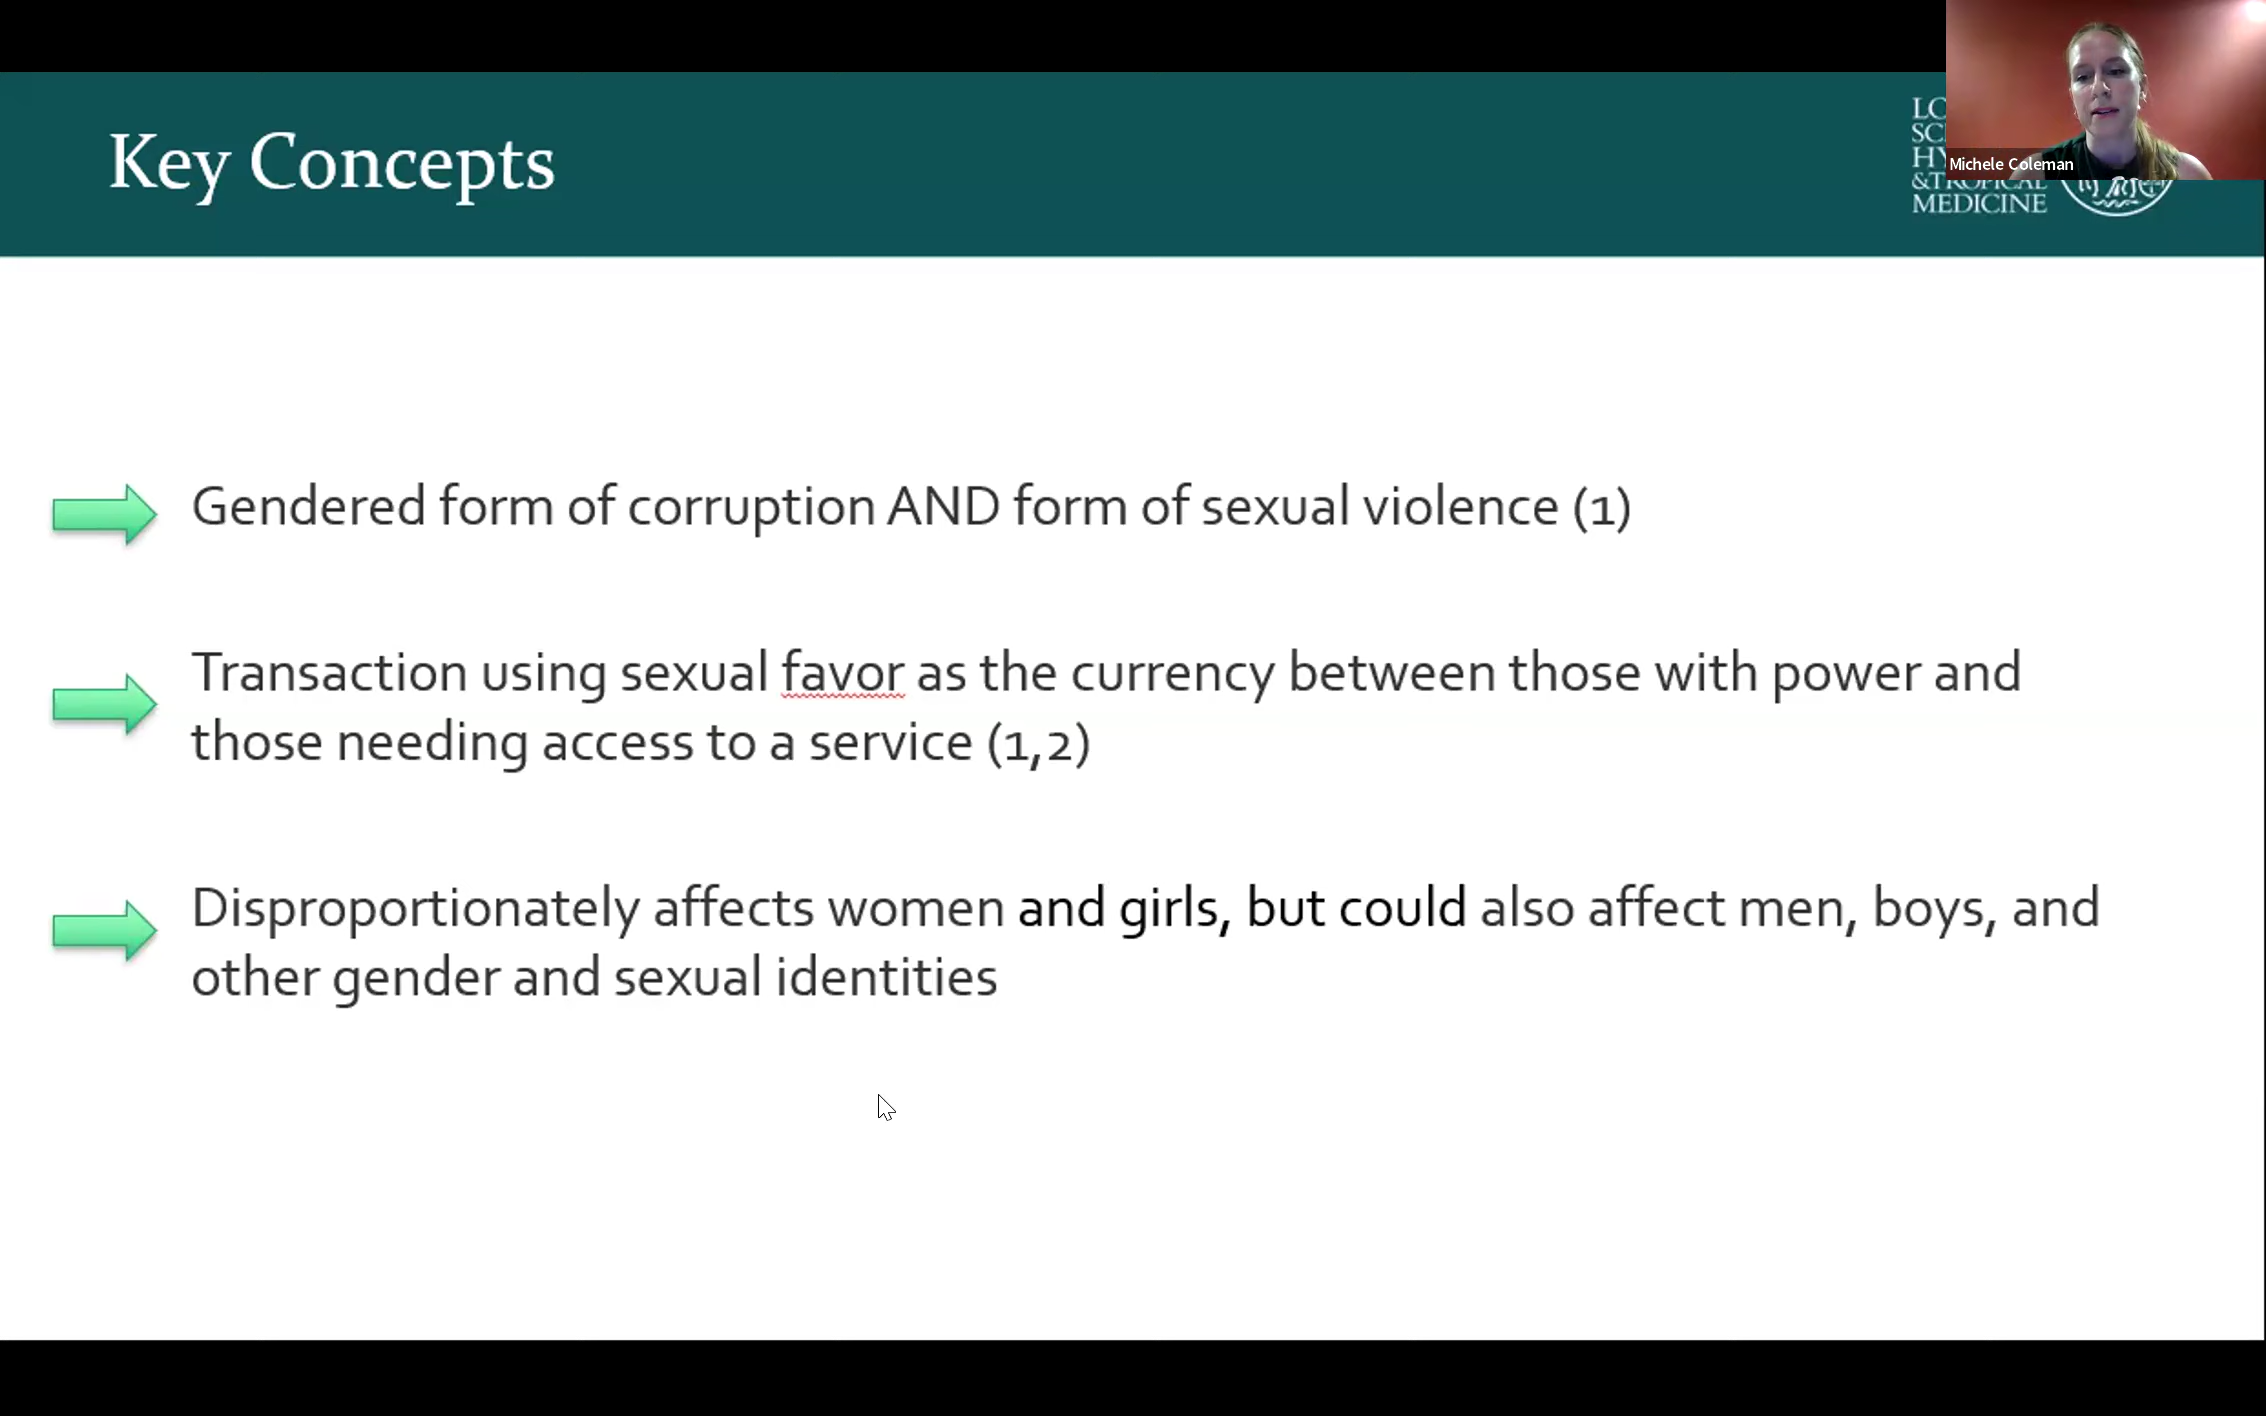 Key Concepts
&TROPICAL
MEDICINE
Michele Coleman
Gendered form of corruption AND form of sexual violence (1)
Transaction using sexual favor as the currency between those with power and
those needing access to a service (1,2)
Disproportionately affects women and girls, but could also affect men, boys, and
other gender and sexual identities